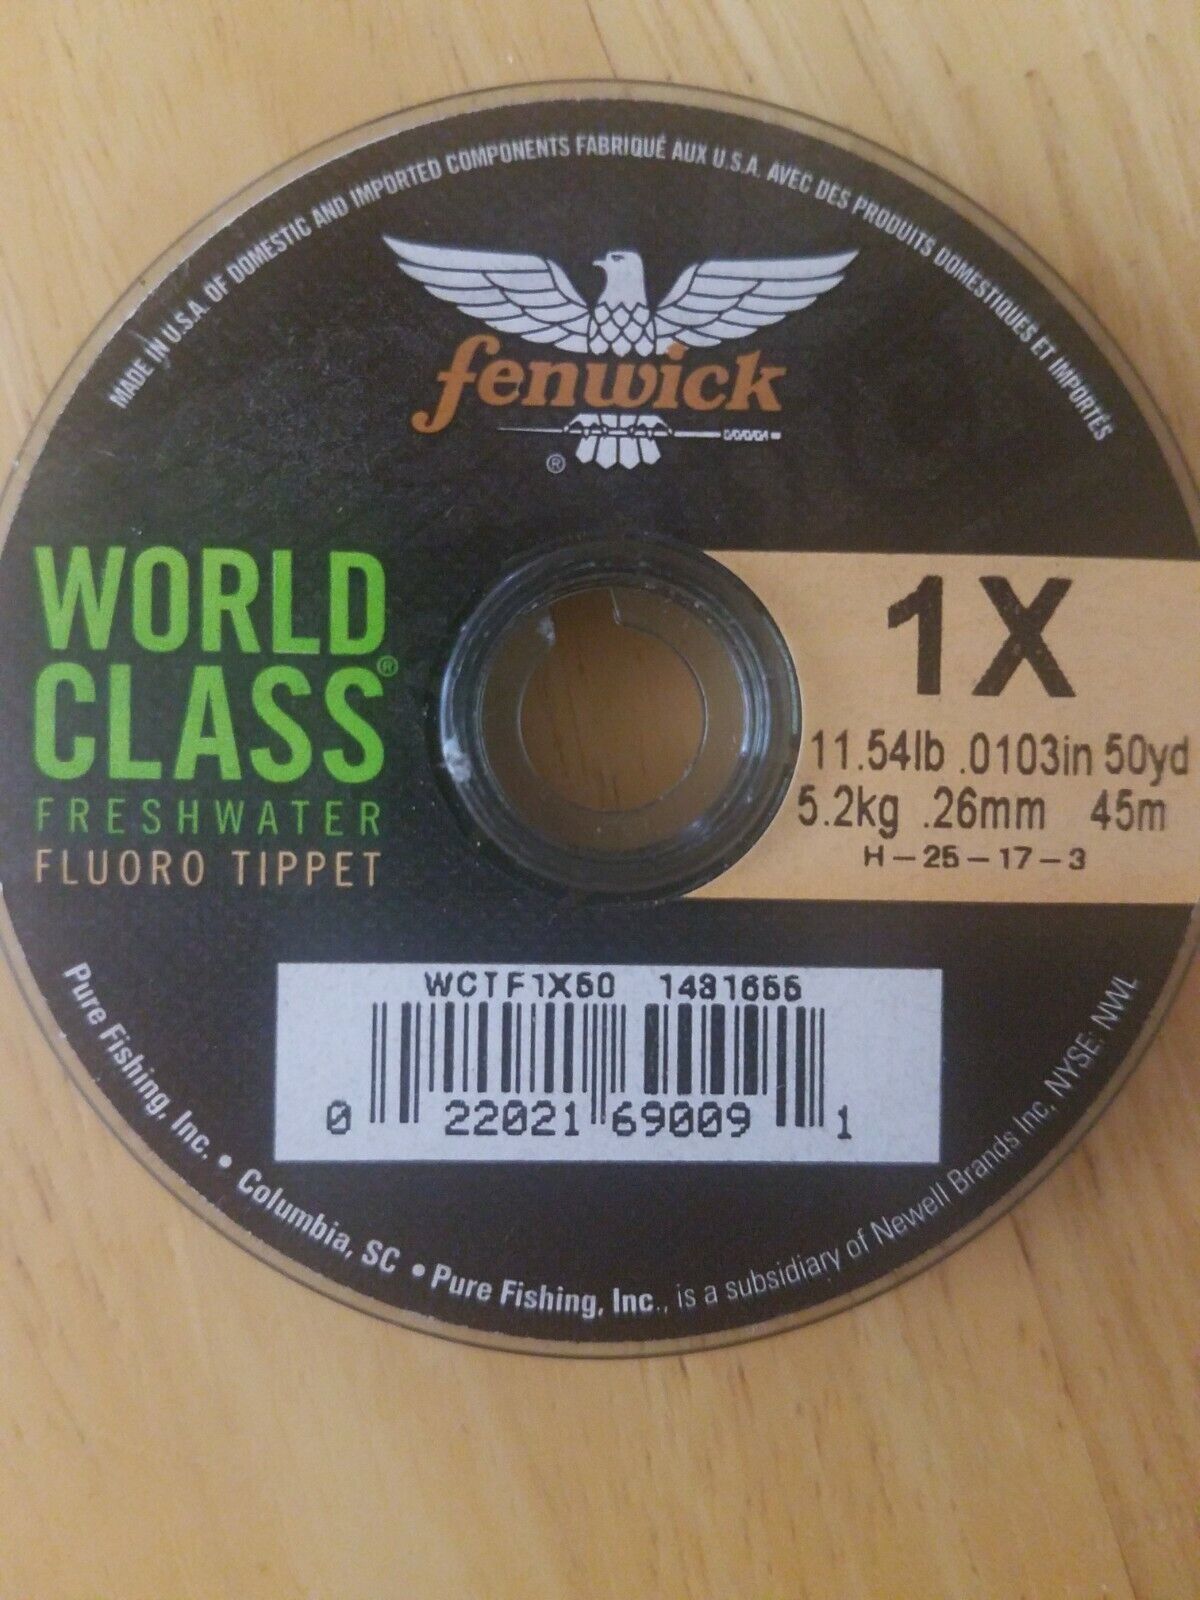 MADE IN U.S.A. OF DOMESTIC AND IMPORTED COMPONENTS FABRIQUÉ AUX U.S.A. AVEC DES PRODUITS DOMESTIQUES ET IMPORTÉS
fenwick
®
WORLD
CLASS®
FRESHWATER
FLUORO TIPPET
1X
11.54lb .0103in 50yd
5.2kg .26mm 45m
H-25-17-3
WCTF1X50 1431655
0 22021 69009 1
Pure Fishing, Inc. • Columbia, SC • Pure Fishing, Inc., is a subsidiary of Newell Brands Inc, NYSE: NWL